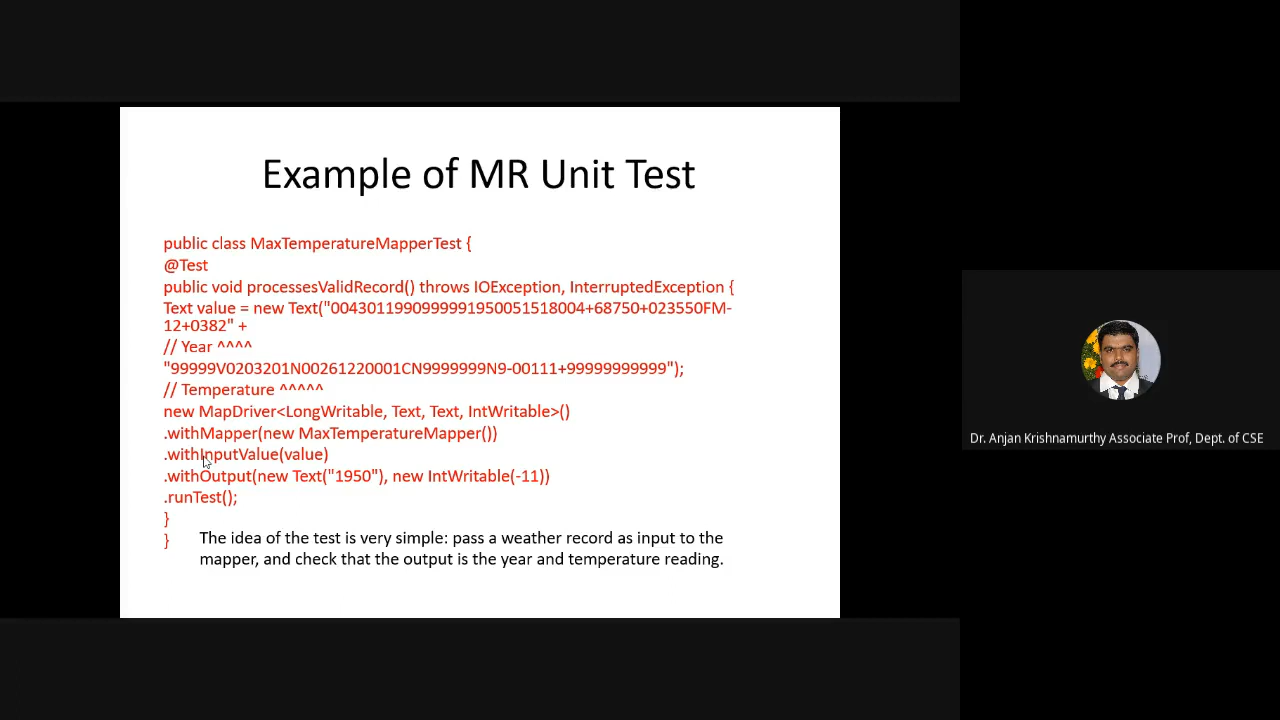 Example of MR Unit Test
public class MaxTemperatureMapperTest {
@Test
public void processesValidRecord() throws IOException, InterruptedException {
Text value = new Text("0043011990999991950051518004+68750+023550FM-
12+0382" +
// Year ^^^^
"99999V0203201N00261220001CN9999999N9-00111+99999999999");
// Temperature ^^^^^
new MapDriver<LongWritable, Text, Text, IntWritable>()
.withMapper(new MaxTemperatureMapper())
.withInputValue(value)
.withOutput(new Text("1950"), new IntWritable(-11))
.runTest();
}
}
The idea of the test is very simple: pass a weather record as input to the
mapper, and check that the output is the year and temperature reading.
Dr. Anjan Krishnamurthy Associate Prof, Dept. of CSE